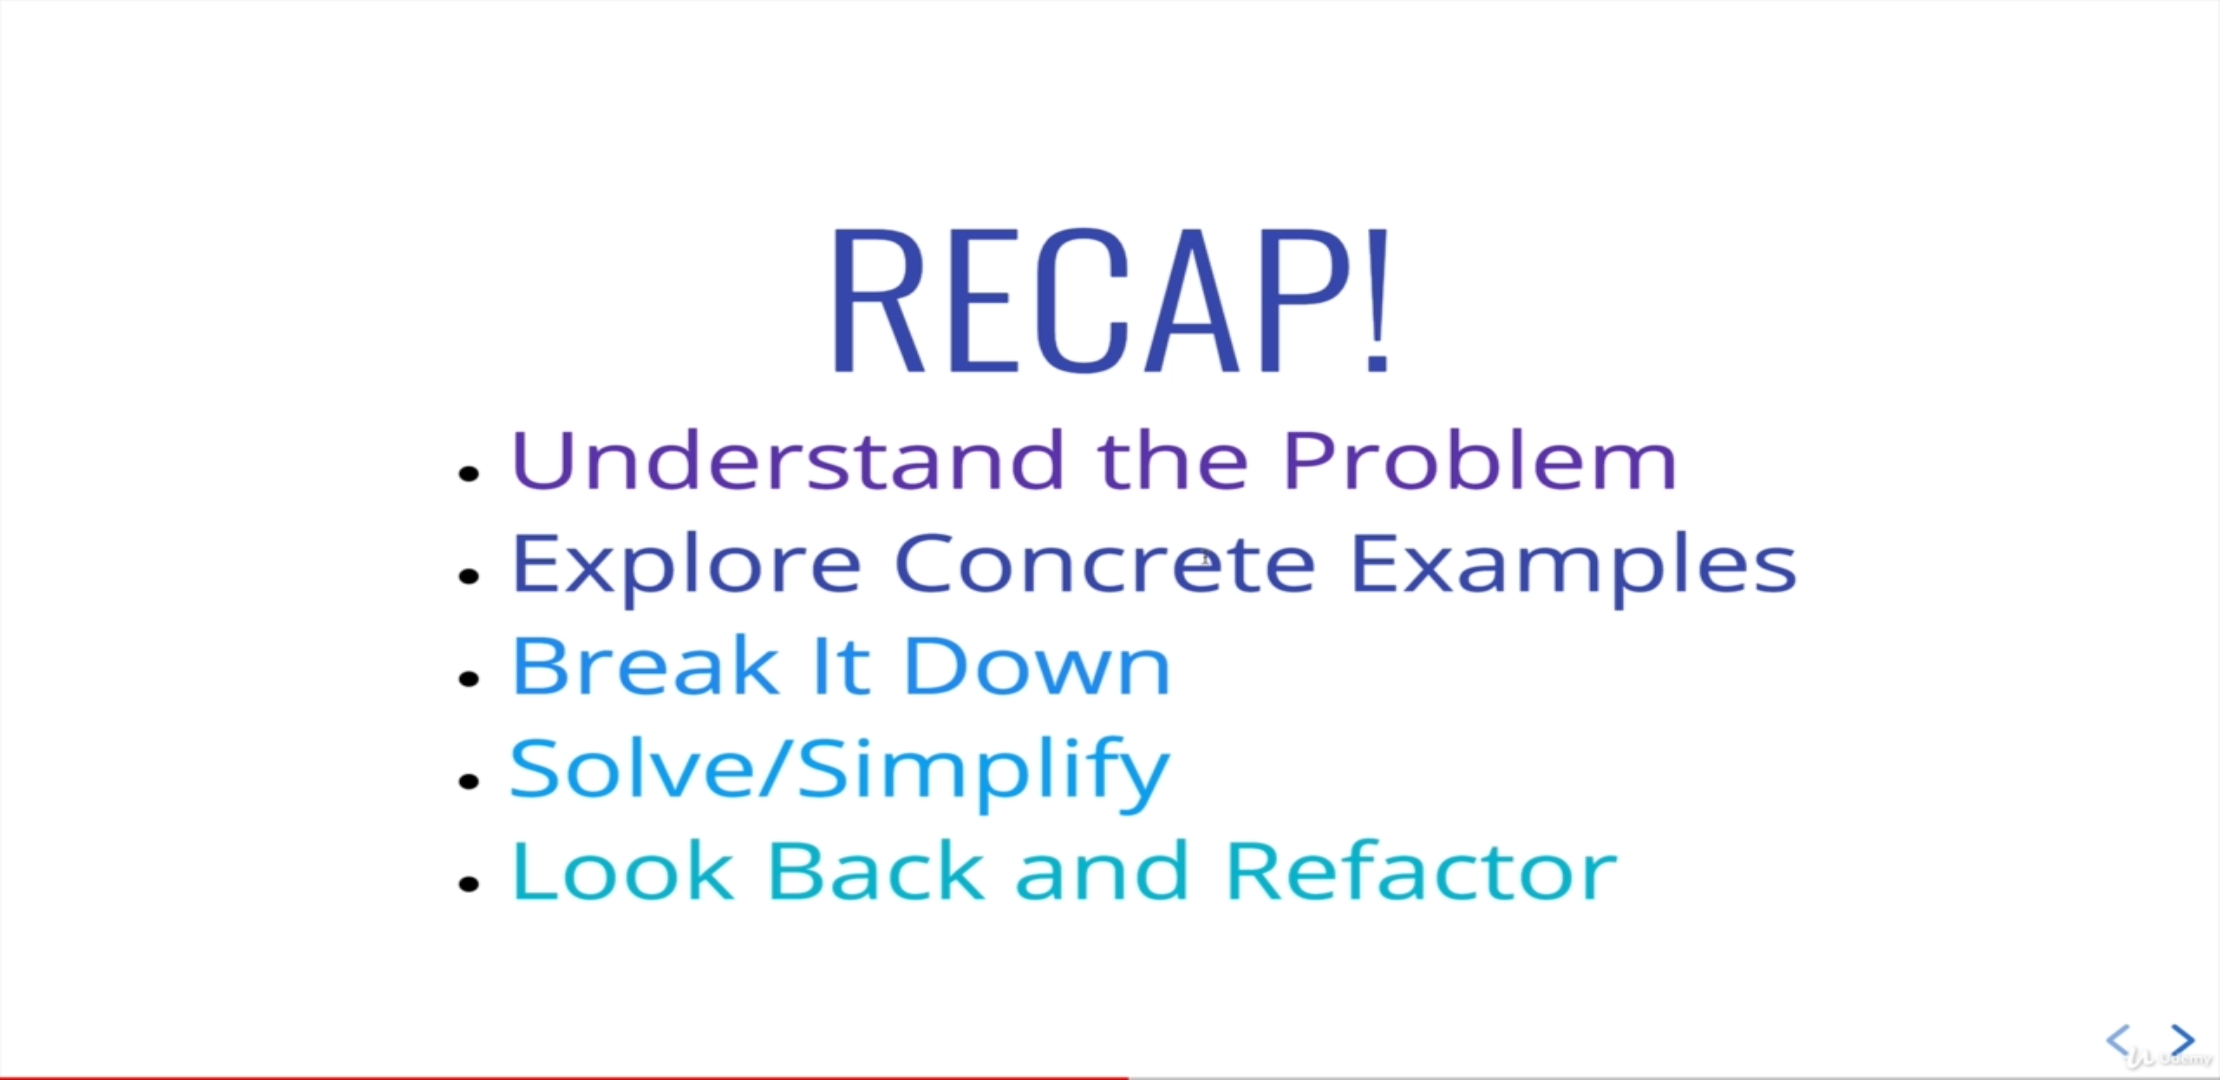 RECAP!
• Understand the Problem
• Explore Concrete Examples
• Break It Down
• Solve/Simplify
• Look Back and Refactor
Udemy